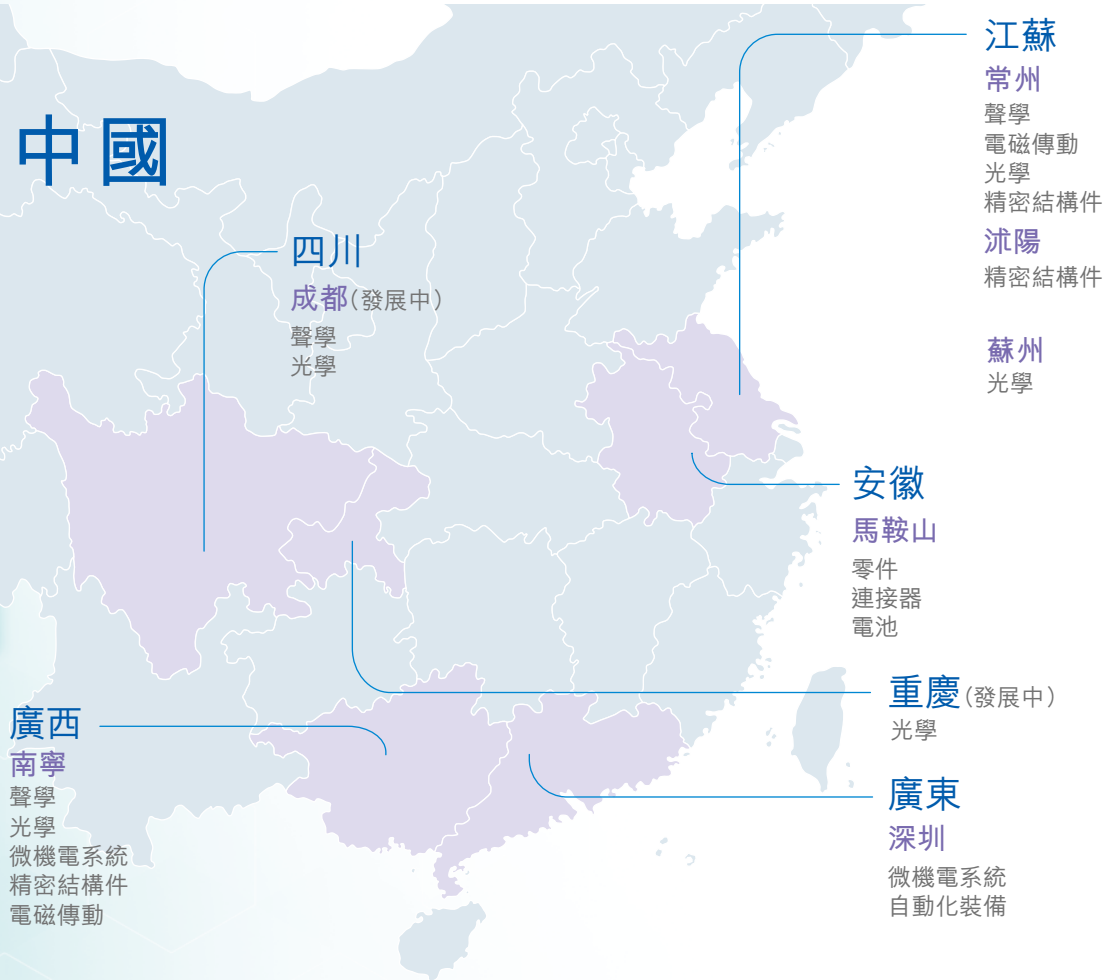 中國
江蘇
常州
聲學
電磁傳動
光學
精密結構件
沭陽
精密結構件
蘇州
光學
四川
成都(發展中)
聲學
光學
安徽
馬鞍山
零件
連接器
電池
重慶(發展中)
光學
廣西
南寧
聲學
光學
微機電系統
精密結構件
電磁傳動
廣東
深圳
微機電系統
自動化裝備